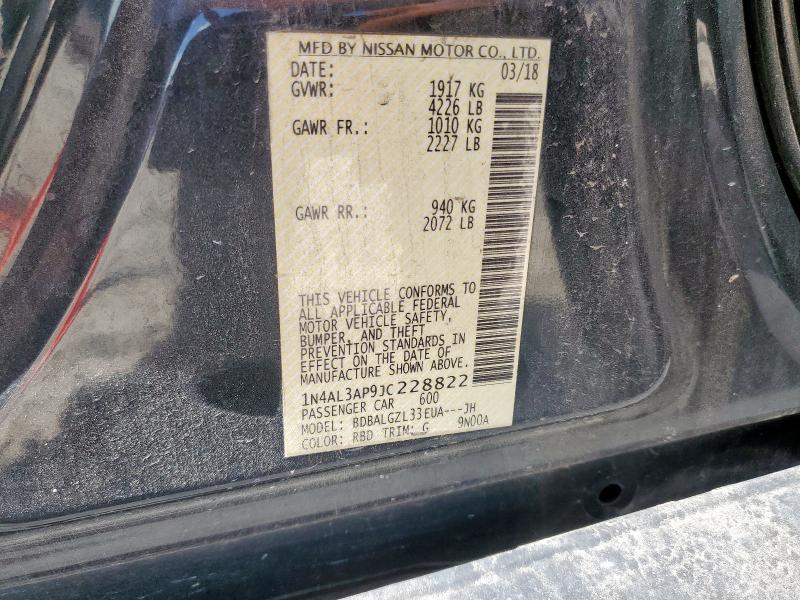 MFD BY NISSAN MOTOR CO., LTD.
DATE: 03/18
GVWR: 1917 KG
4226 LB
GAWR FR.: 1010 KG
2227 LB
GAWR RR.: 940 KG
2072 LB
THIS VEHICLE CONFORMS TO
ALL APPLICABLE FEDERAL
MOTOR VEHICLE SAFETY,
BUMPER, AND THEFT
PREVENTION STANDARDS IN
EFFECT ON THE DATE OF
MANUFACTURE SHOWN ABOVE.
1N4AL3AP9JC228822
PASSENGER CAR 600
MODEL: BDBALGZL33EUA---JH
COLOR: RBD TRIM: G 9N00A